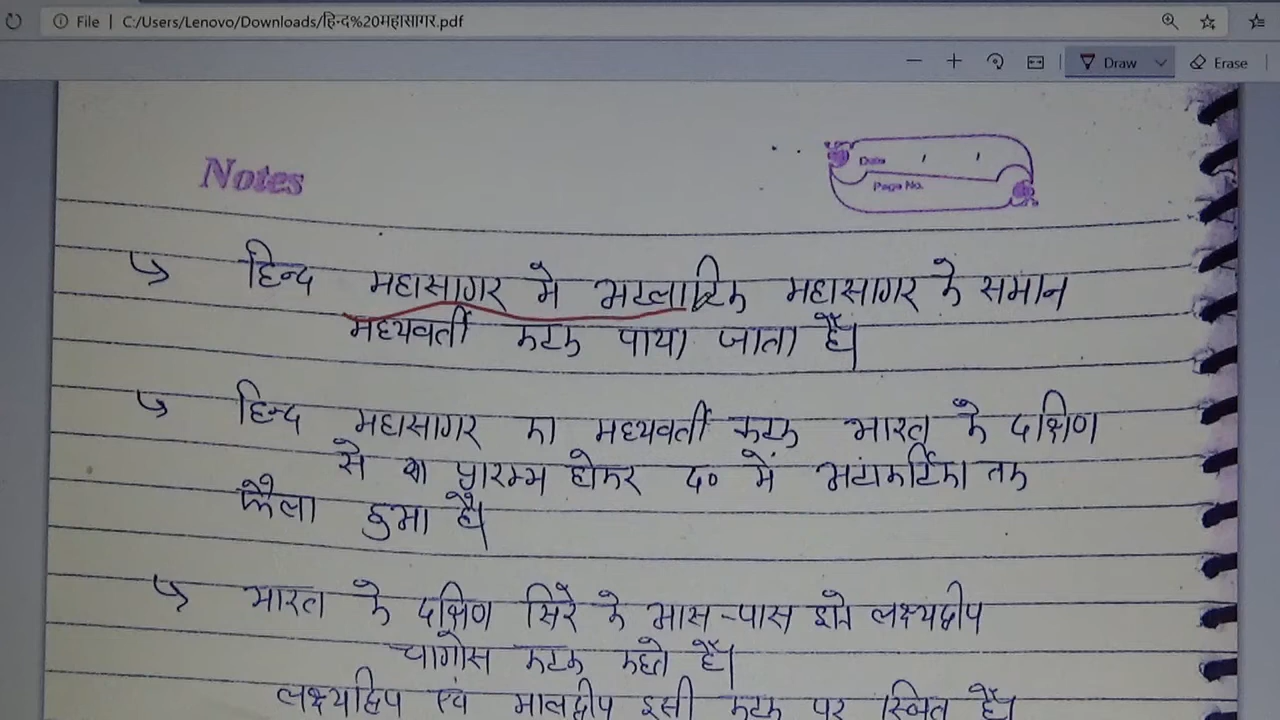 File | C:/Users/Lenovo/Downloads/हिन्द%20महासागर.pdf
Draw Erase
Notes
Date
Page No.
हिन्द महासागर मे अटलांटिक महासागर के समान
मध्यवर्ती कटक पाया जाता हैं।
हिन्द महासागर का मध्यवर्ती कटक भारत के दक्षिण
से प्रारम्भ होकर द० में अंटार्कटिका तक
फैला हुआ है।
भारत के दक्षिण सिरे के आस-पास इसे लक्ष्यद्वीप
चागोस कटक कहते हैं।
लक्ष्यद्विप एवं मालद्वीप इसी कटक पर स्थित हैं।